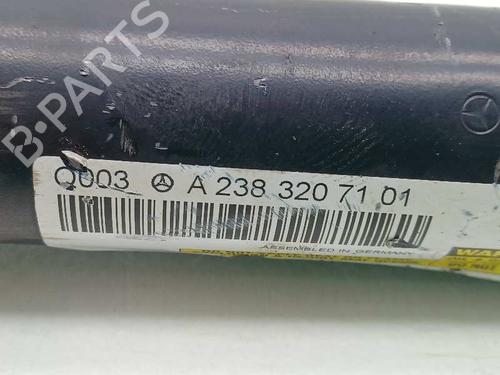 B-PARTS
Q003 A 238 320 71 01
ASSEMBLED IN GERMANY